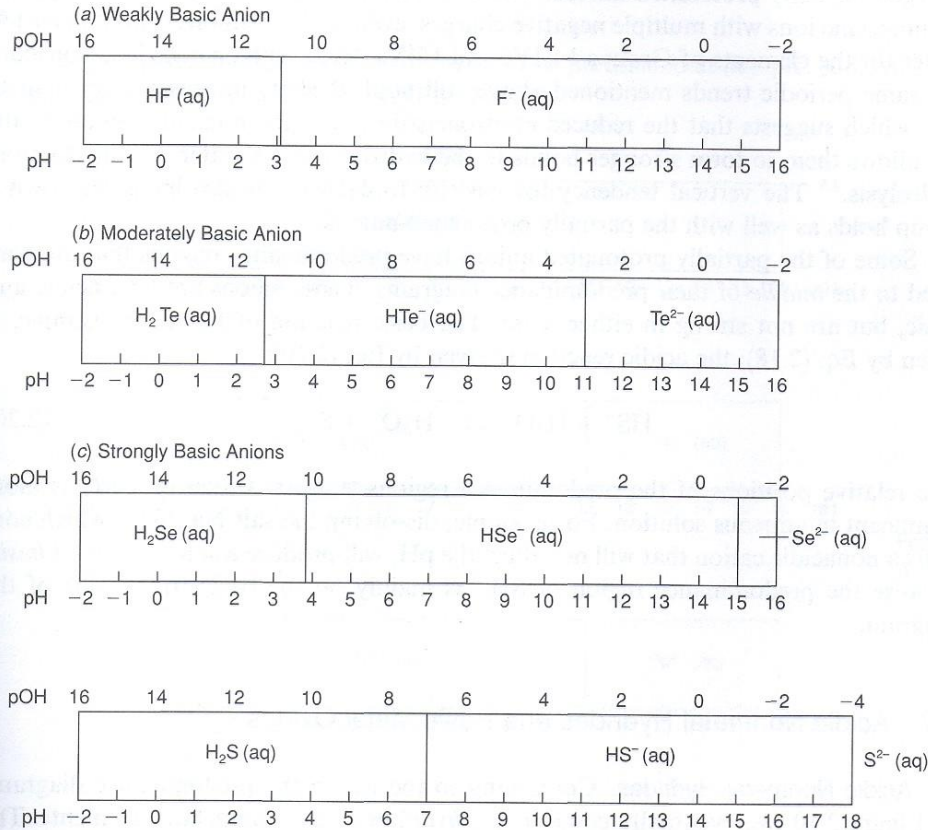 (a) Weakly Basic Anion
pOH 16 14 12 10 8 6 4 2 0 −2
HF (aq) F⁻ (aq)
pH −2 −1 0 1 2 3 4 5 6 7 8 9 10 11 12 13 14 15 16
(b) Moderately Basic Anion
pOH 16 14 12 10 8 6 4 2 0 −2
H₂Te (aq) HTe⁻ (aq) Te²⁻ (aq)
pH −2 −1 0 1 2 3 4 5 6 7 8 9 10 11 12 13 14 15 16
(c) Strongly Basic Anions
pOH 16 14 12 10 8 6 4 2 0 −2
H₂Se (aq) HSe⁻ (aq) Se²⁻ (aq)
pH −2 −1 0 1 2 3 4 5 6 7 8 9 10 11 12 13 14 15 16
pOH 16 14 12 10 8 6 4 2 0 −2 −4
H₂S (aq) HS⁻ (aq) S²⁻ (aq)
pH −2 −1 0 1 2 3 4 5 6 7 8 9 10 11 12 13 14 15 16 17 18